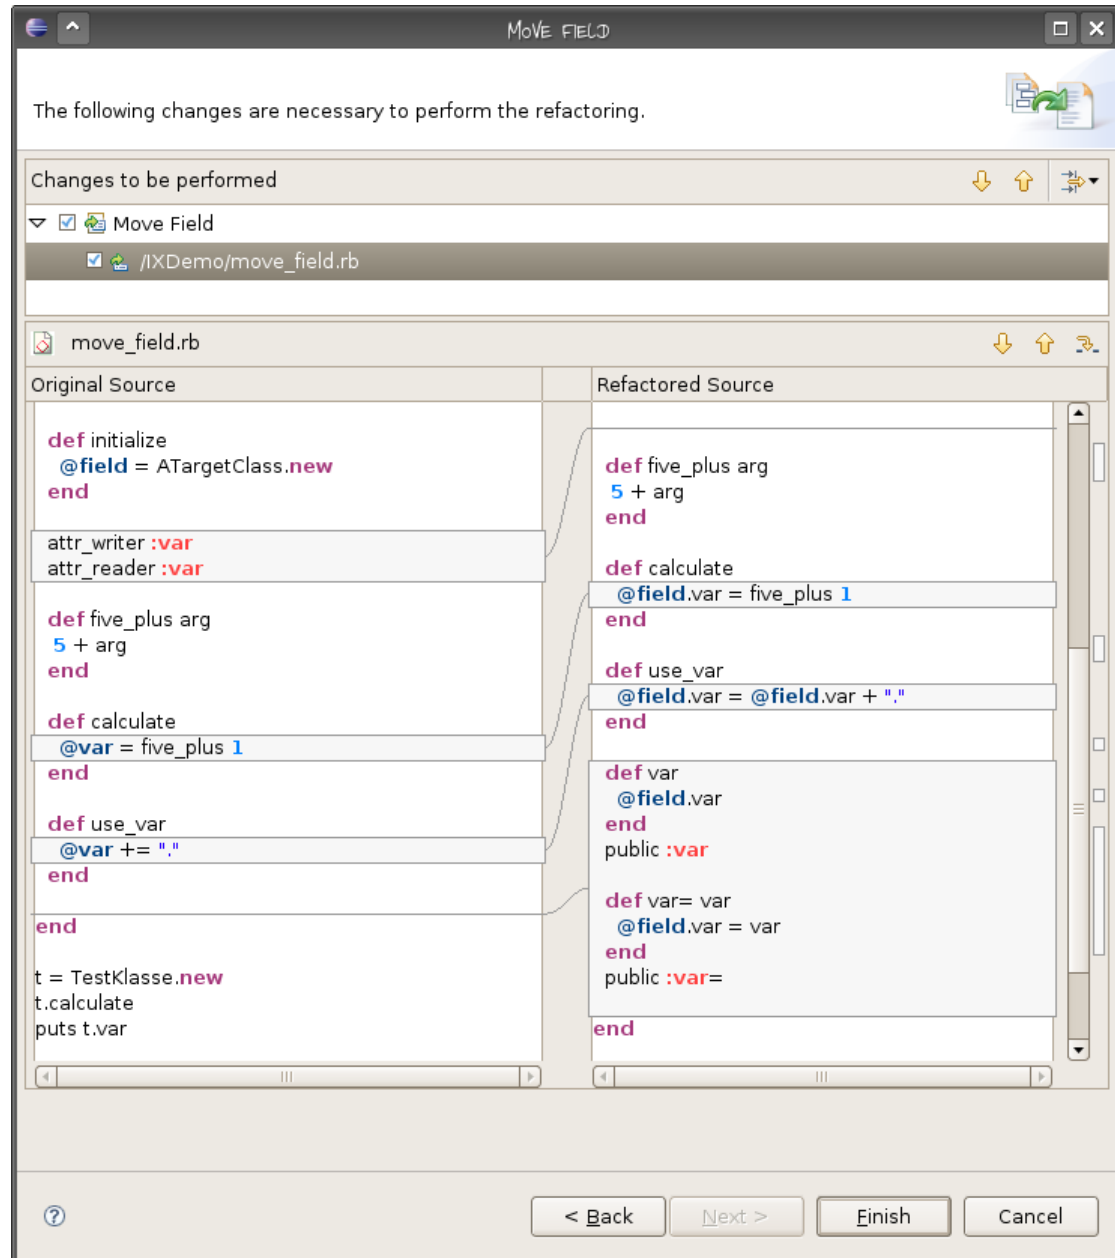 MOVE FIELD
The following changes are necessary to perform the refactoring.
Changes to be performed
Move Field
/IXDemo/move_field.rb
move_field.rb
Original Source
def initialize
@field = ATargetClass.new
end
attr_writer :var
attr_reader :var
def five_plus arg
5 + arg
end
def calculate
@var = five_plus 1
end
def use_var
@var += "."
end
end
t = TestKlasse.new
t.calculate
puts t.var
Refactored Source
def five_plus arg
5 + arg
end
def calculate
@field.var = five_plus 1
end
def use_var
@field.var = @field.var + "."
end
def var
@field.var
end
public :var
def var= var
@field.var = var
end
public :var=
end
< Back
Next >
Finish
Cancel